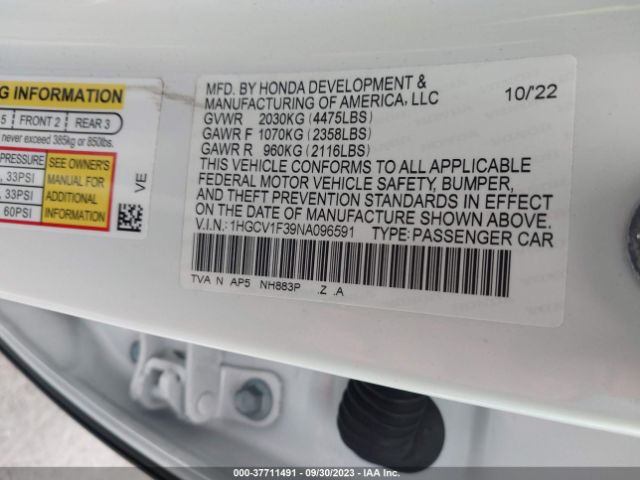 G INFORMATION
5 FRONT 2 REAR 3
never exceed 385kg or 850lbs.
PRESSURE
, 33PSI
, 33PSI
, 60PSI
SEE OWNER'S
MANUAL FOR
ADDITIONAL
INFORMATION
VE
MFD. BY HONDA DEVELOPMENT &
MANUFACTURING OF AMERICA, LLC 10/'22
GVWR 2030KG (4475LBS)
GAWR F 1070KG (2358LBS)
GAWR R 960KG (2116LBS)
THIS VEHICLE CONFORMS TO ALL APPLICABLE
FEDERAL MOTOR VEHICLE SAFETY, BUMPER,
AND THEFT PREVENTION STANDARDS IN EFFECT
ON THE DATE OF MANUFACTURE SHOWN ABOVE.
V.I.N.:1HGCV1F39NA096591 TYPE:PASSENGER CAR
TVA N AP5 NH883P .Z .A
000-37711491 - 09/30/2023 - IAA Inc.